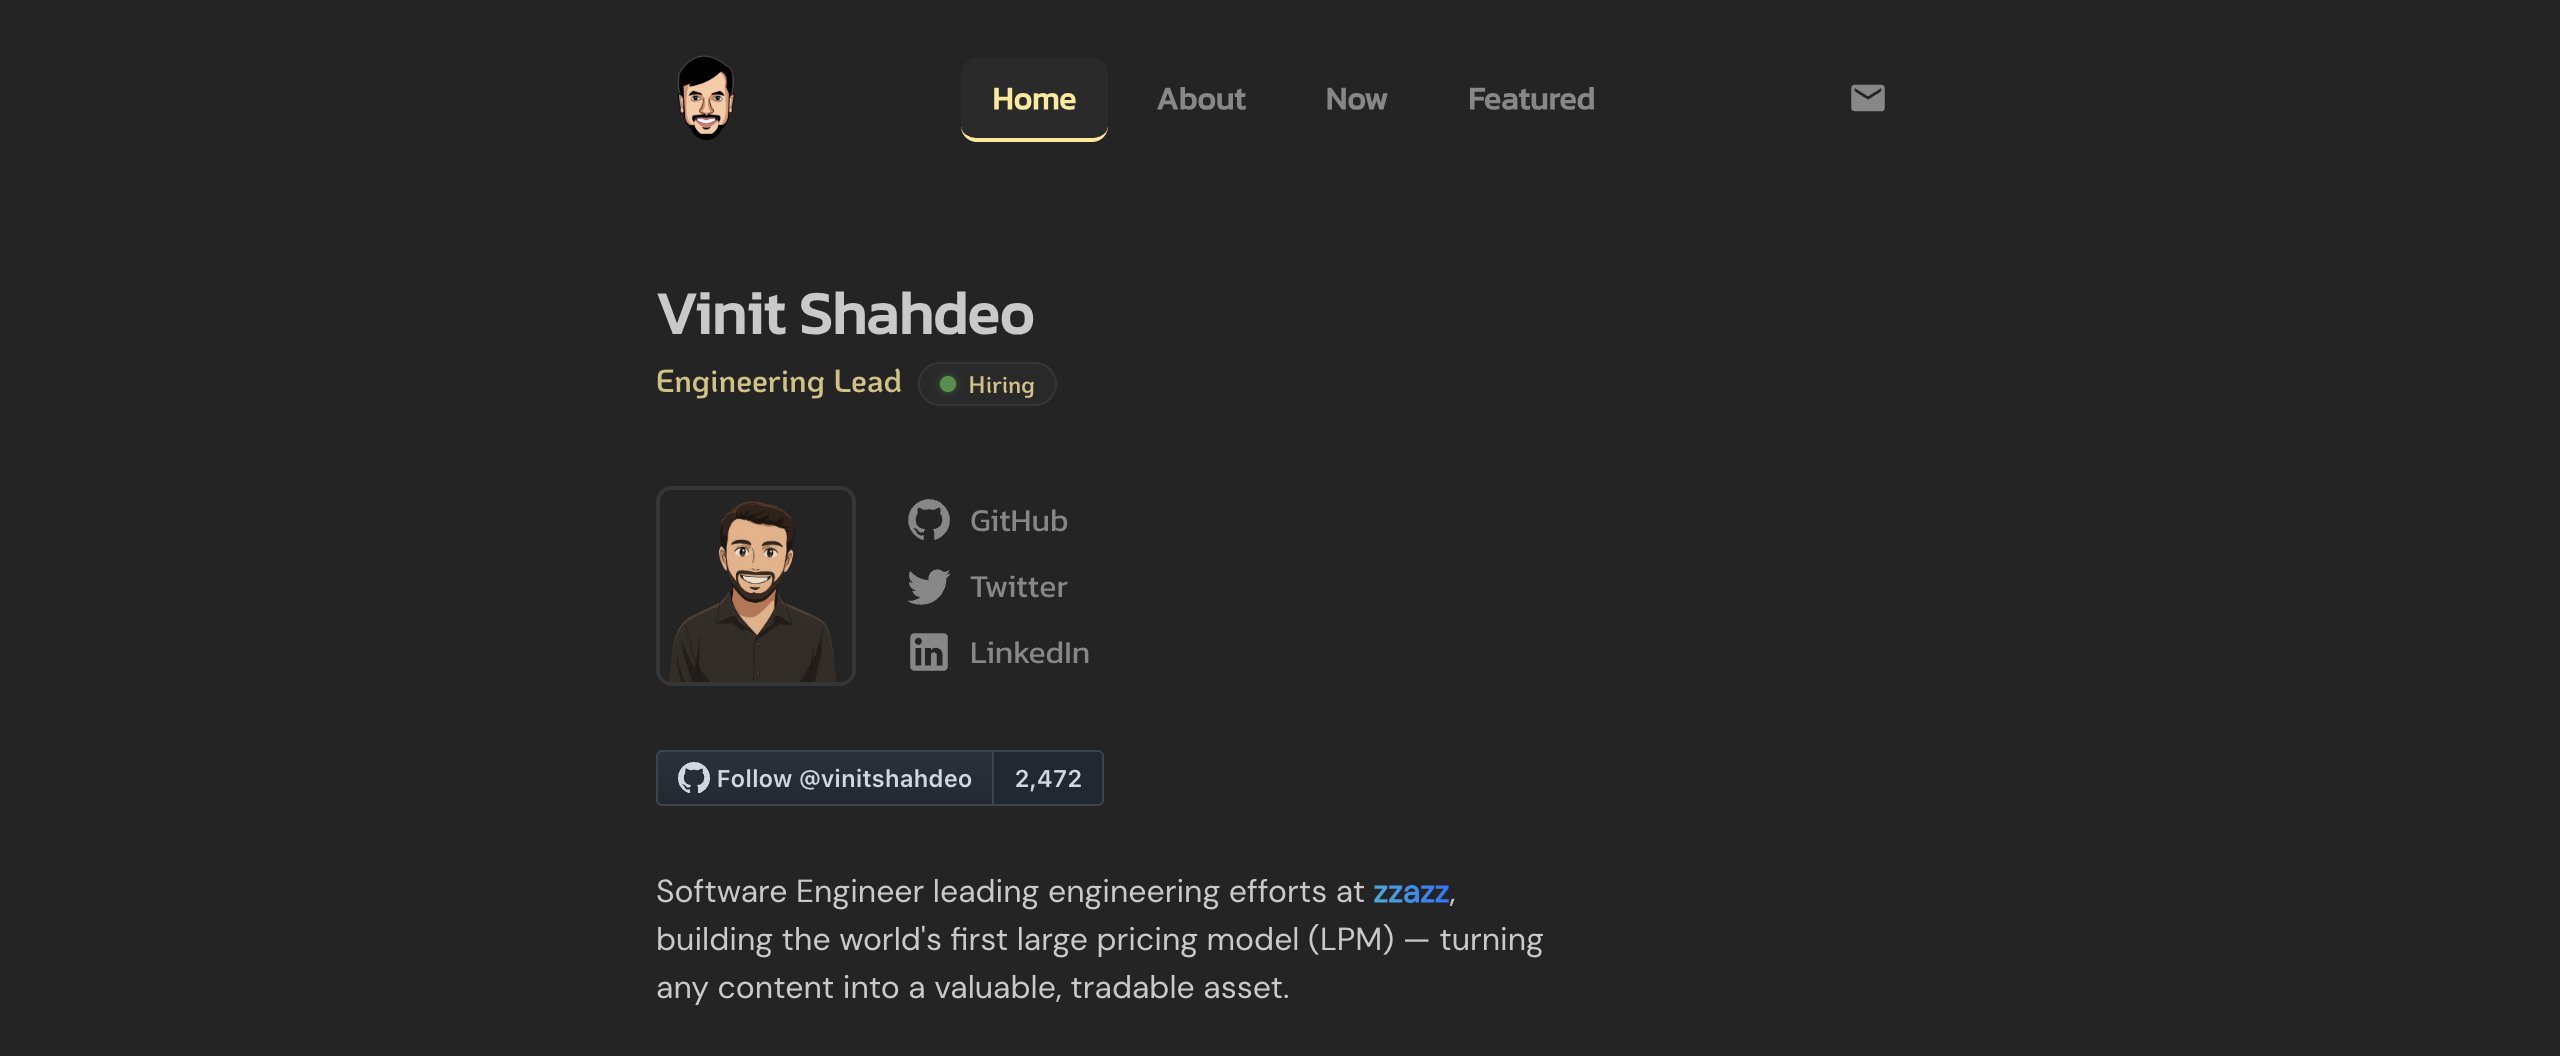 Home About Now Featured
Vinit Shahdeo
Engineering Lead Hiring
GitHub
Twitter
LinkedIn
Follow @vinitshahdeo 2,472
Software Engineer leading engineering efforts at zzazz,
building the world's first large pricing model (LPM) — turning
any content into a valuable, tradable asset.